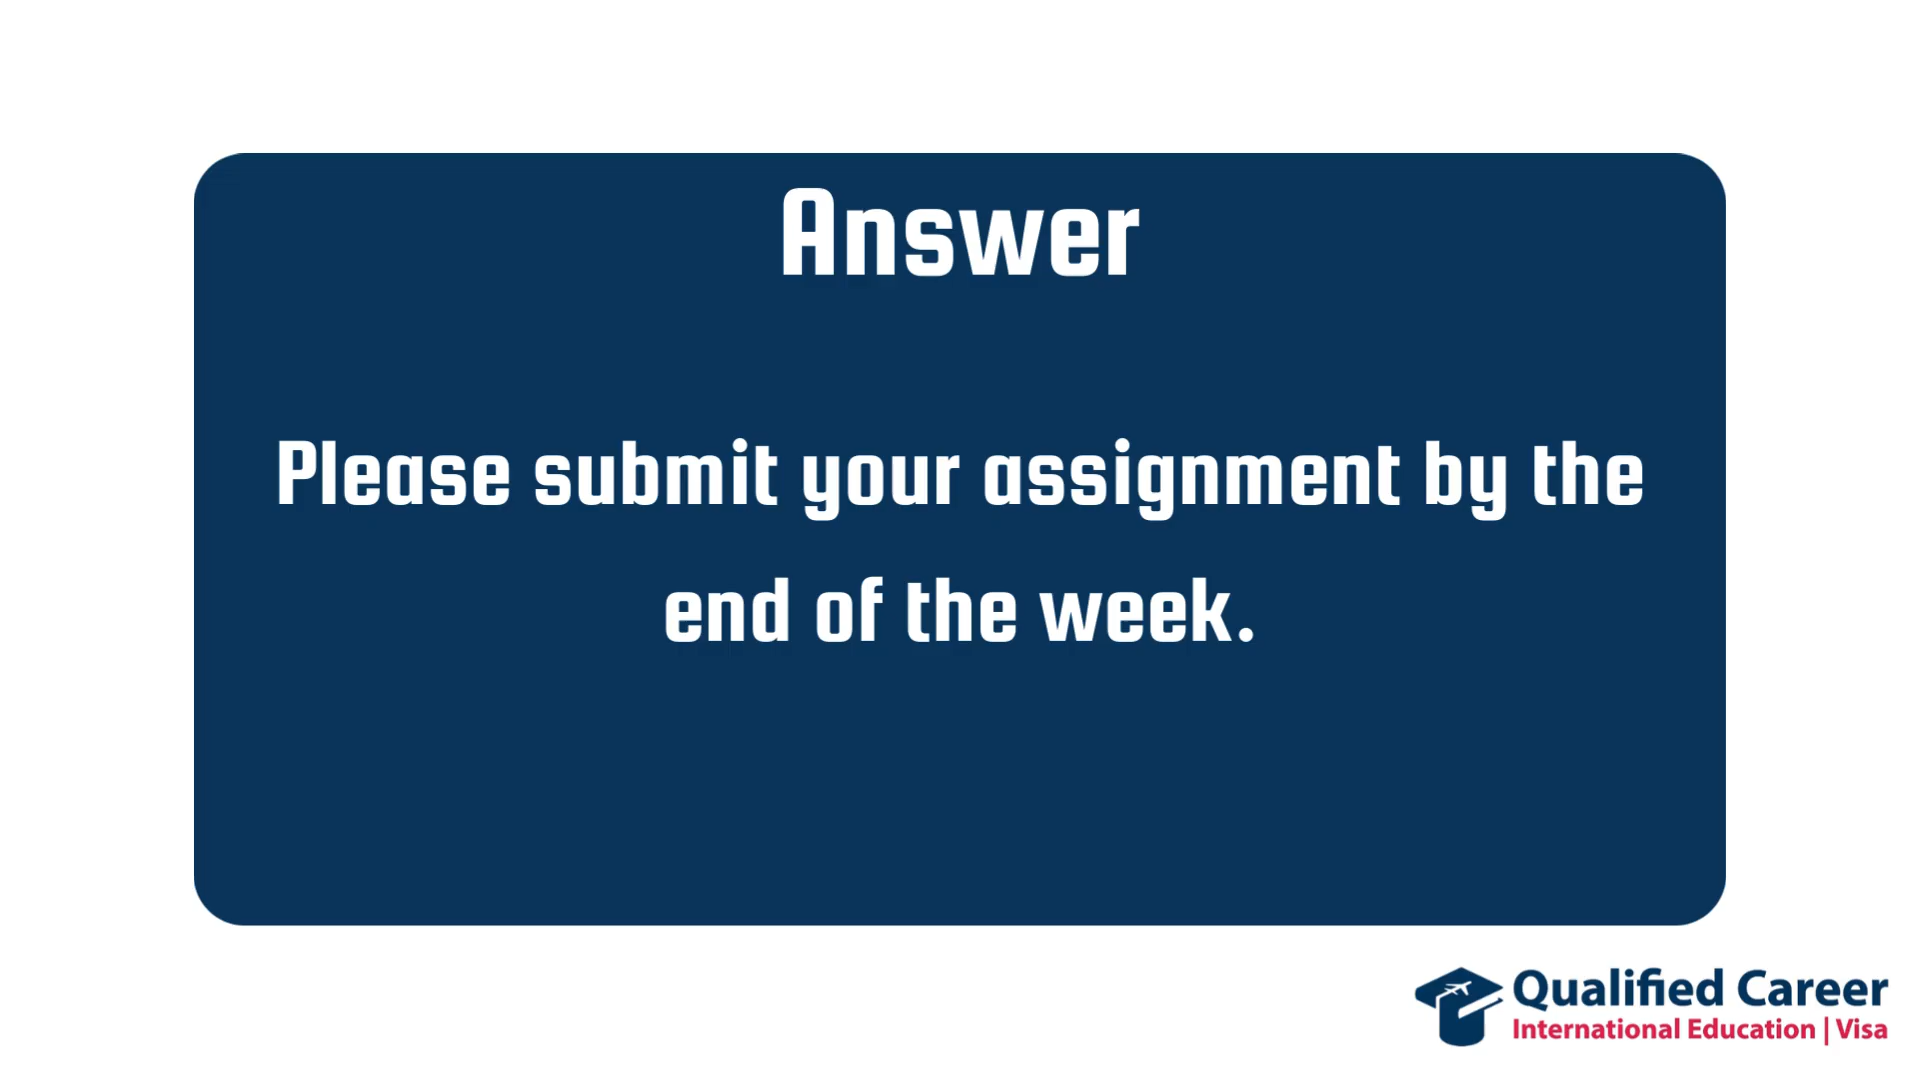 Answer
Please submit your assignment by the
end of the week.
Qualified Career
International Education | Visa